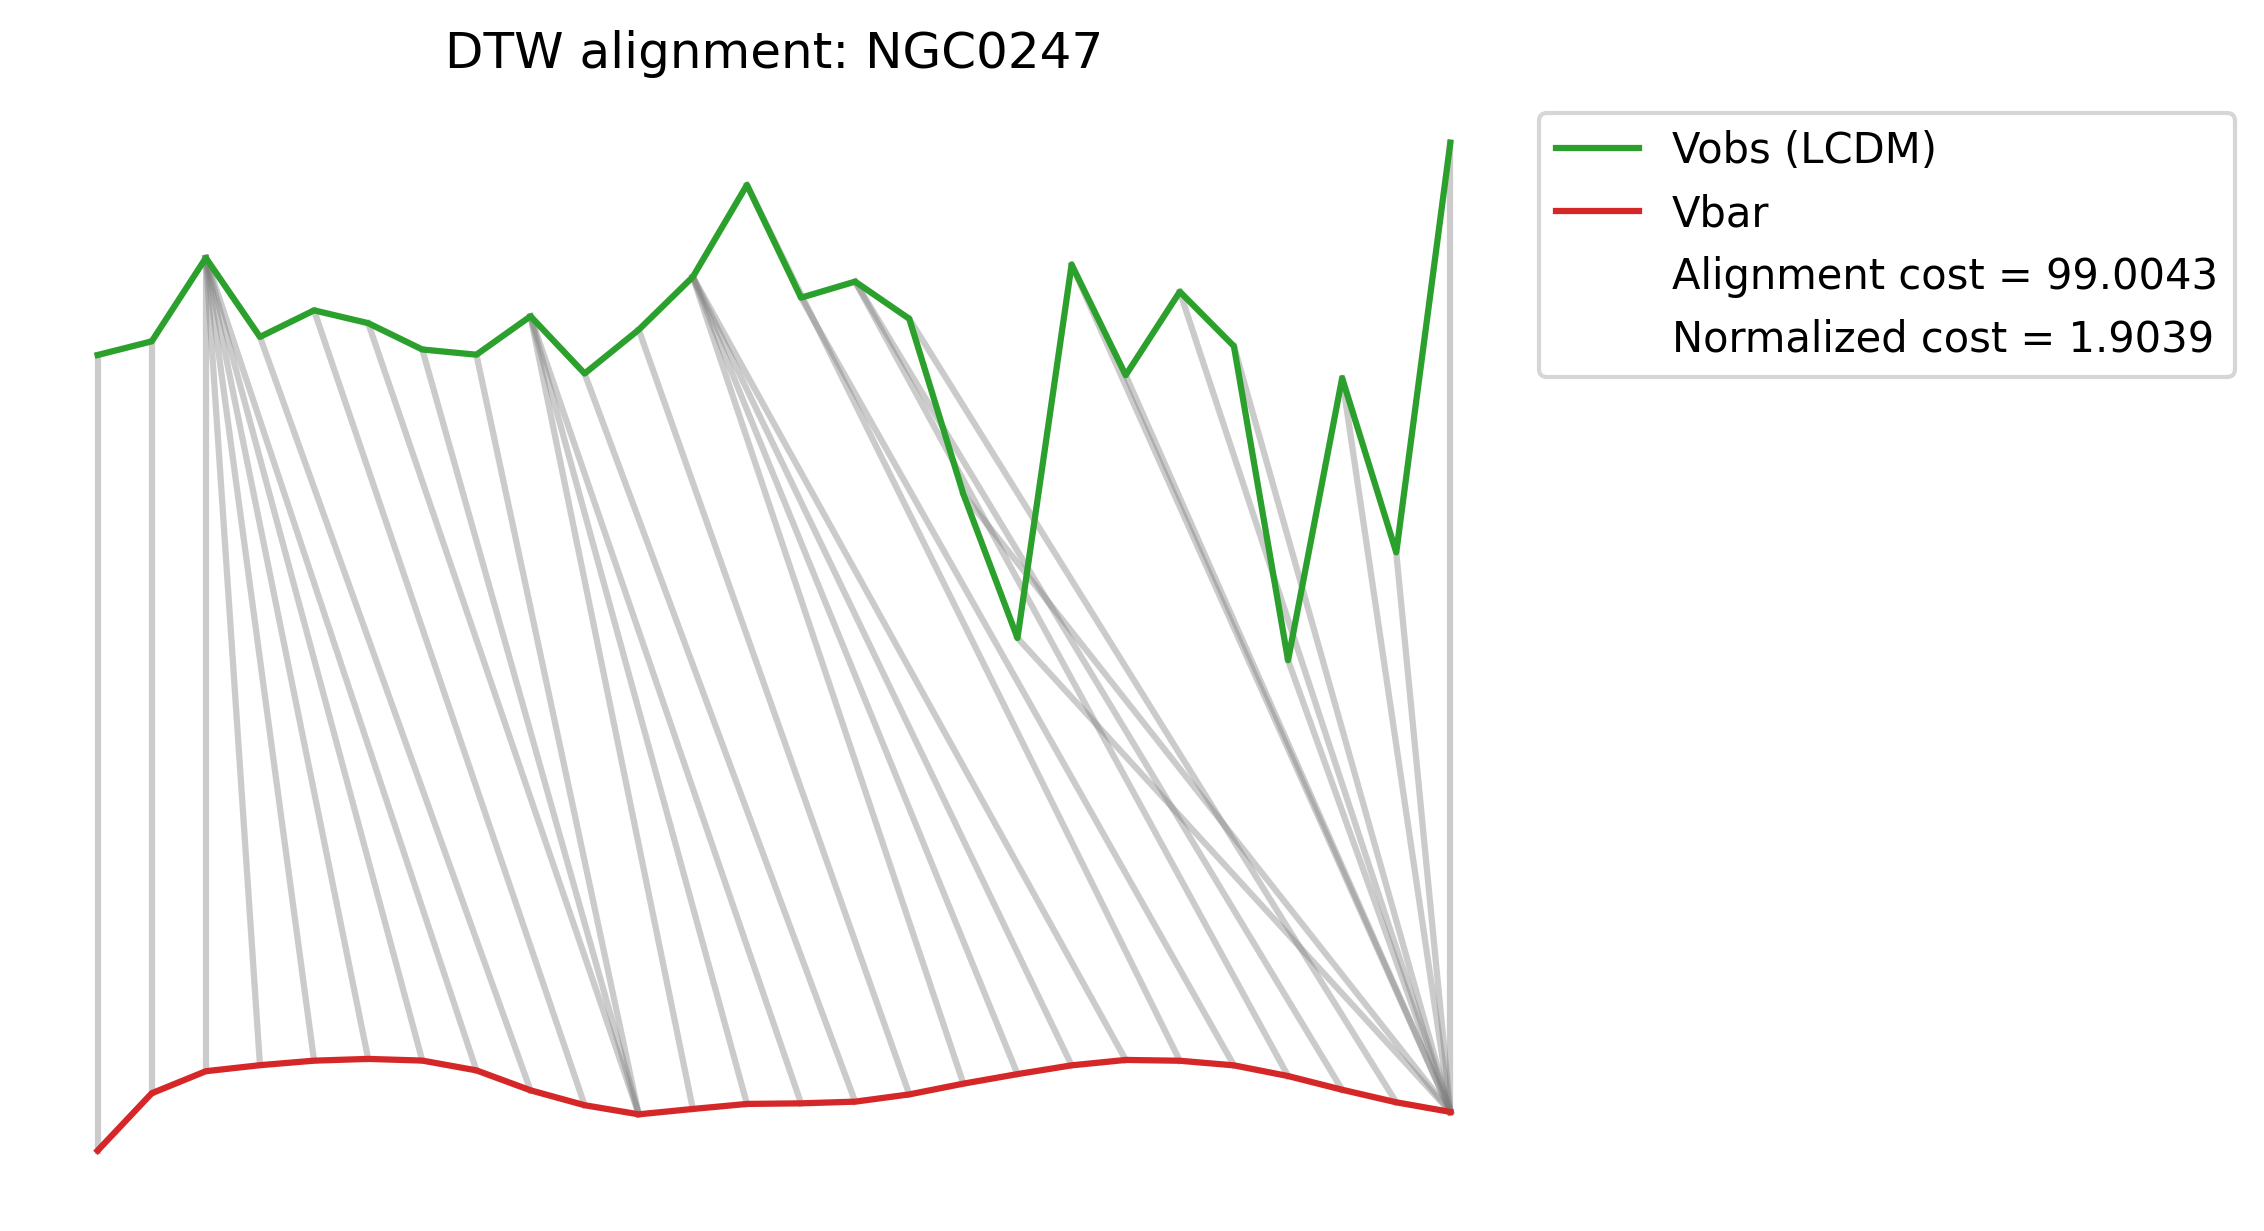 DTW alignment: NGC0247
Vobs (LCDM)
Vbar
Alignment cost = 99.0043
Normalized cost = 1.9039